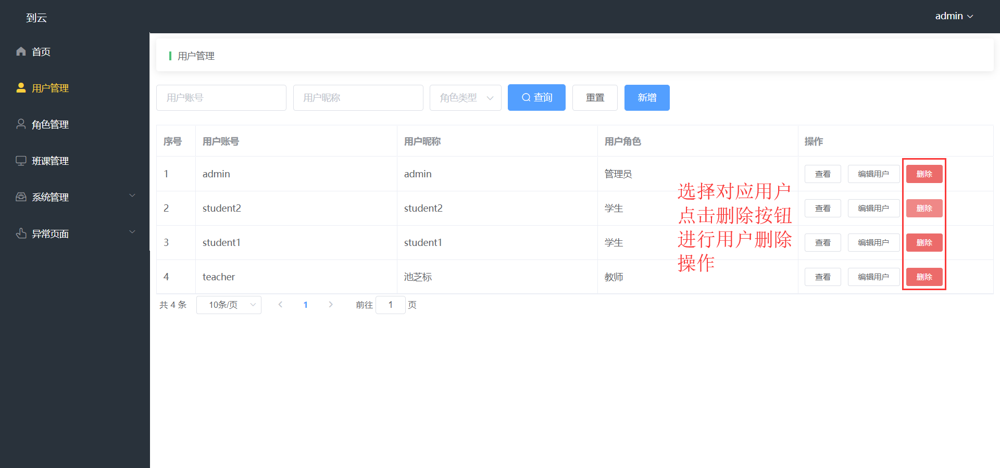 到云
admin
首页
用户管理
角色管理
班课管理
系统管理
异常页面
用户管理
用户账号 用户昵称 角色类型 查询 重置 新增
序号 用户账号 用户昵称 用户角色 操作
1 admin admin 管理员 查看 编辑用户 删除
2 student2 student2 学生 查看 编辑用户 删除
3 student1 student1 学生 查看 编辑用户 删除
4 teacher 池芝标 教师 查看 编辑用户 删除
选择对应用户
点击删除按钮
进行用户删除
操作
共 4 条 10条/页 1 前往 1 页